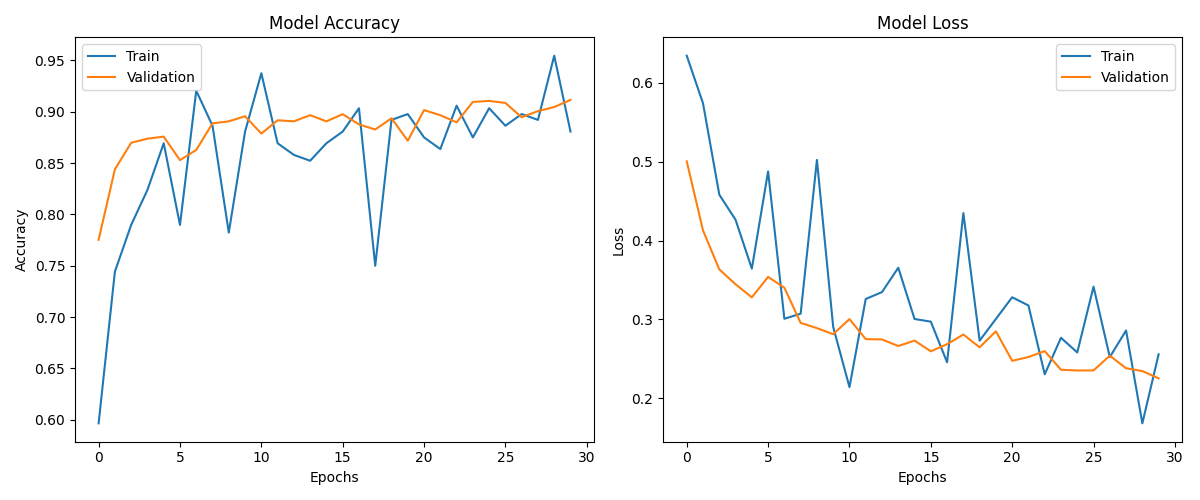 Model Accuracy
Train
Validation
0.95
0.90
0.85
0.80
0.75
0.70
0.65
0.60
Accuracy
0 5 10 15 20 25 30
Epochs
Model Loss
Train
Validation
0.6
0.5
0.4
0.3
0.2
Loss
0 5 10 15 20 25 30
Epochs